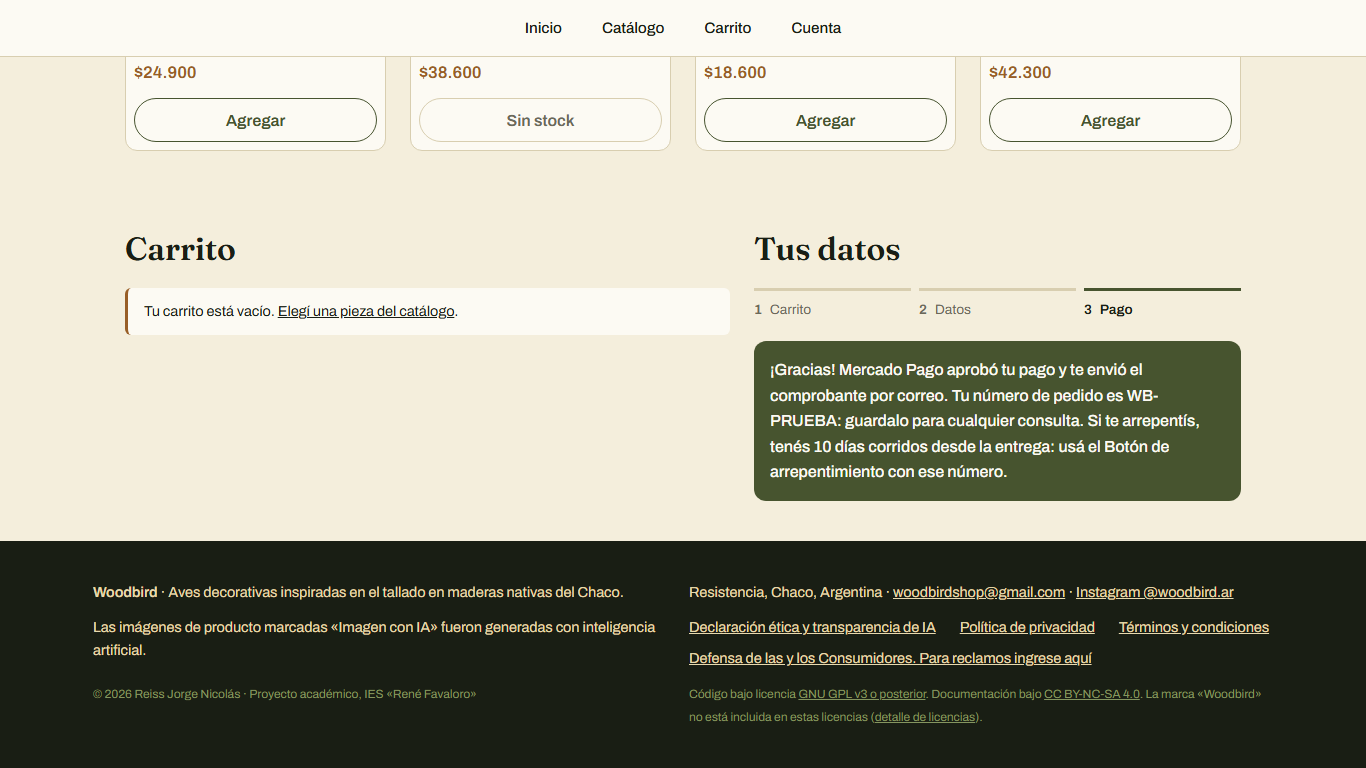 Inicio Catálogo Carrito Cuenta
$24.900 $38.600 $18.600 $42.300
Agregar Sin stock Agregar Agregar
Carrito
Tu carrito está vacío. Elegí una pieza del catálogo.
Tus datos
1 Carrito 2 Datos 3 Pago
¡Gracias! Mercado Pago aprobó tu pago y te envió el
comprobante por correo. Tu número de pedido es WB-
PRUEBA: guardalo para cualquier consulta. Si te arrepentís,
tenés 10 días corridos desde la entrega: usá el Botón de
arrepentimiento con ese número.
Woodbird · Aves decorativas inspiradas en el tallado en maderas nativas del Chaco.
Las imágenes de producto marcadas «Imagen con IA» fueron generadas con inteligencia
artificial.
© 2026 Reiss Jorge Nicolás · Proyecto académico, IES «René Favaloro»
Resistencia, Chaco, Argentina · woodbirdshop@gmail.com · Instagram @woodbird.ar
Declaración ética y transparencia de IA Política de privacidad Términos y condiciones
Defensa de las y los Consumidores. Para reclamos ingrese aquí
Código bajo licencia GNU GPL v3 o posterior. Documentación bajo CC BY-NC-SA 4.0. La marca «Woodbird»
no está incluida en estas licencias (detalle de licencias).